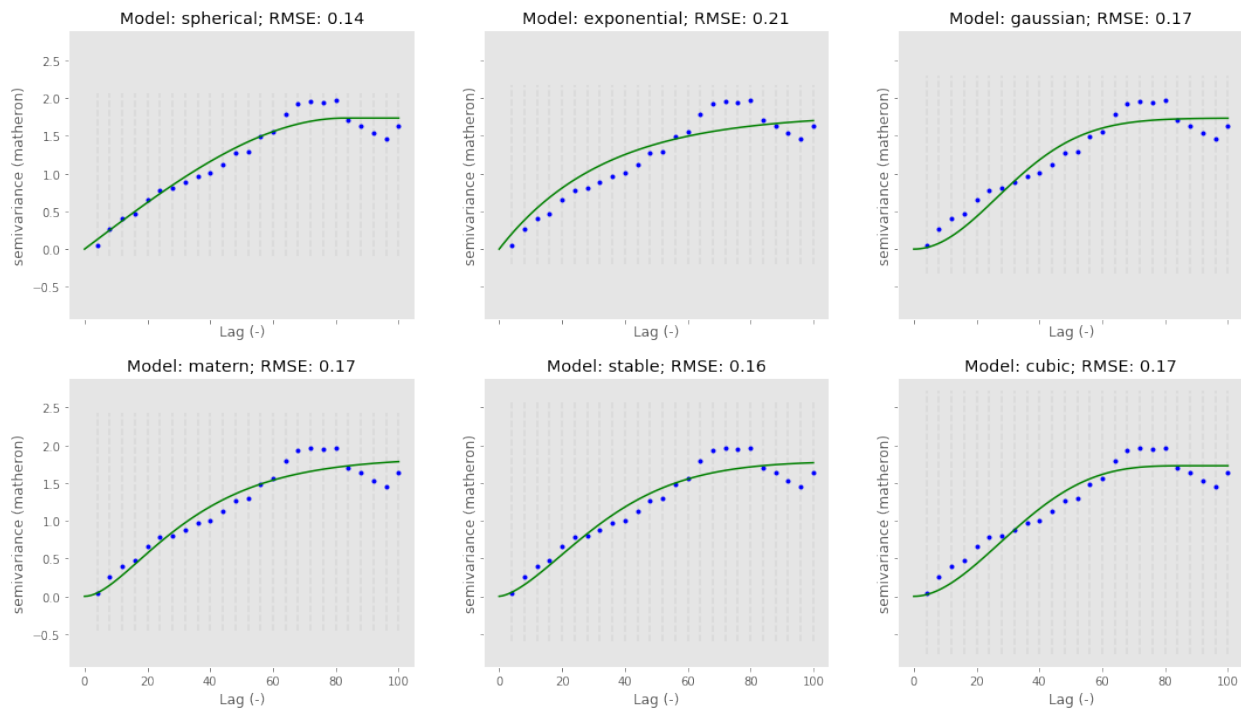 Model: spherical; RMSE: 0.14
Model: exponential; RMSE: 0.21
Model: gaussian; RMSE: 0.17
semivariance (matheron)
2.5
2.0
1.5
1.0
0.5
0.0
−0.5
Lag (-)
semivariance (matheron)
Lag (-)
semivariance (matheron)
Lag (-)
Model: matern; RMSE: 0.17
Model: stable; RMSE: 0.16
Model: cubic; RMSE: 0.17
semivariance (matheron)
2.5
2.0
1.5
1.0
0.5
0.0
−0.5
0 20 40 60 80 100
Lag (-)
semivariance (matheron)
0 20 40 60 80 100
Lag (-)
semivariance (matheron)
0 20 40 60 80 100
Lag (-)